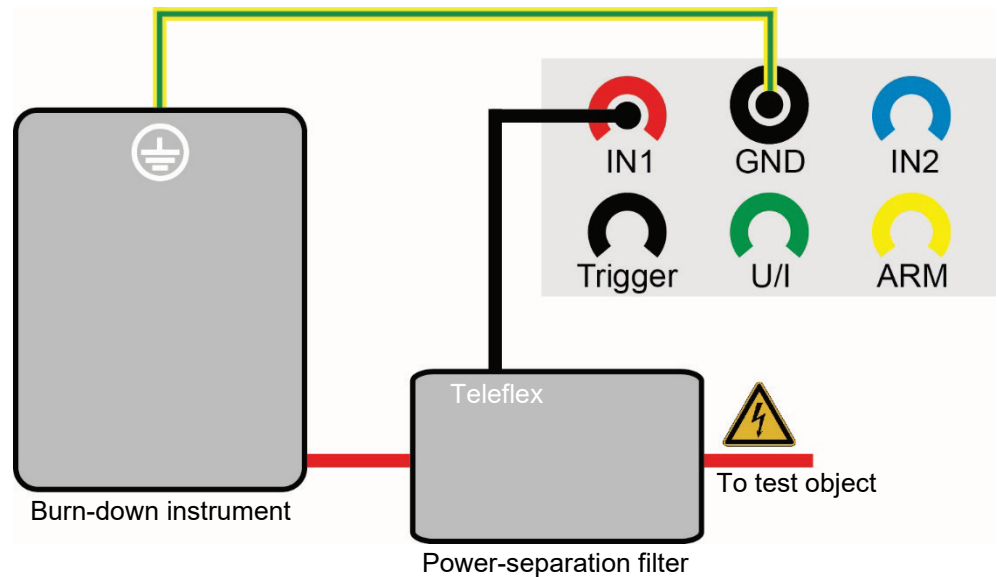 IN1 GND IN2
Trigger U/I ARM
Teleflex
To test object
Burn-down instrument
Power-separation filter